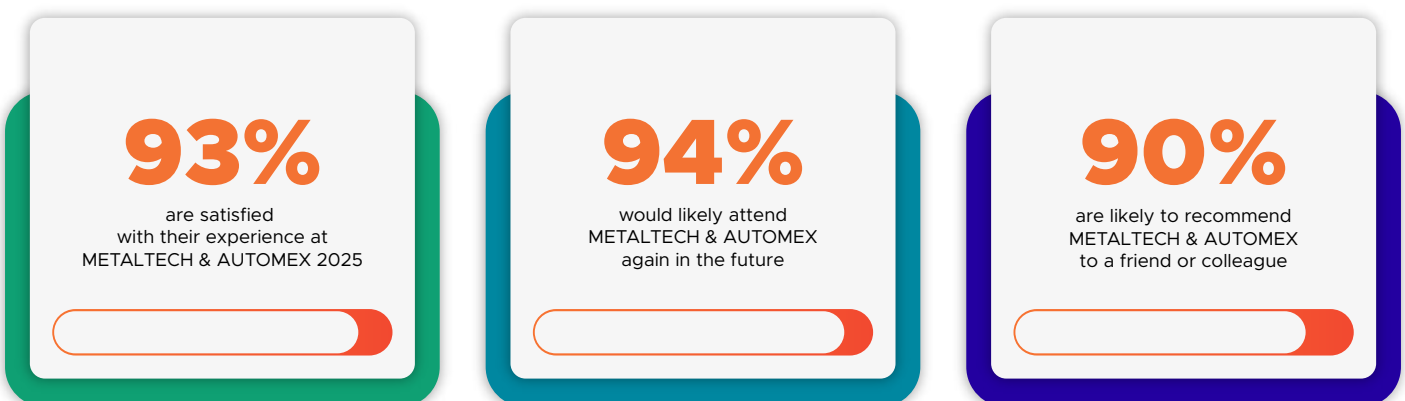 93%
are satisfied
with their experience at
METALTECH & AUTOMEX 2025
94%
would likely attend
METALTECH & AUTOMEX
again in the future
90%
are likely to recommend
METALTECH & AUTOMEX
to a friend or colleague